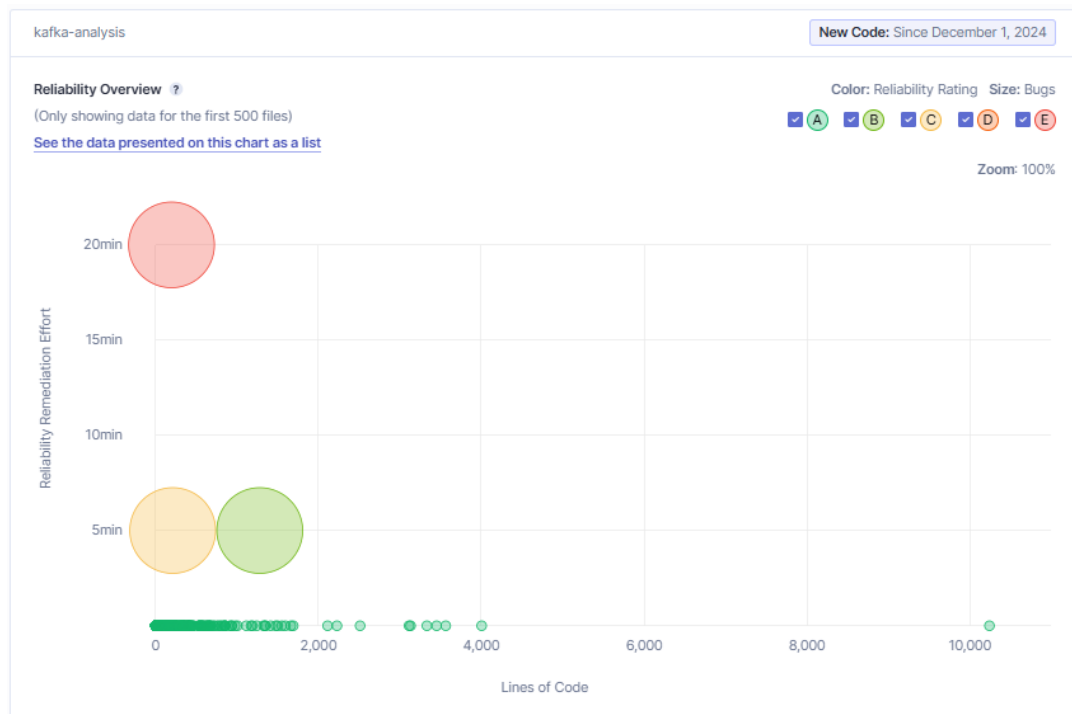 kafka-analysis
New Code: Since December 1, 2024
Reliability Overview ?
Color: Reliability Rating Size: Bugs
(Only showing data for the first 500 files)
A B C D E
See the data presented on this chart as a list
Zoom: 100%
20min
15min
10min
5min
Reliability Remediation Effort
0 2,000 4,000 6,000 8,000 10,000
Lines of Code